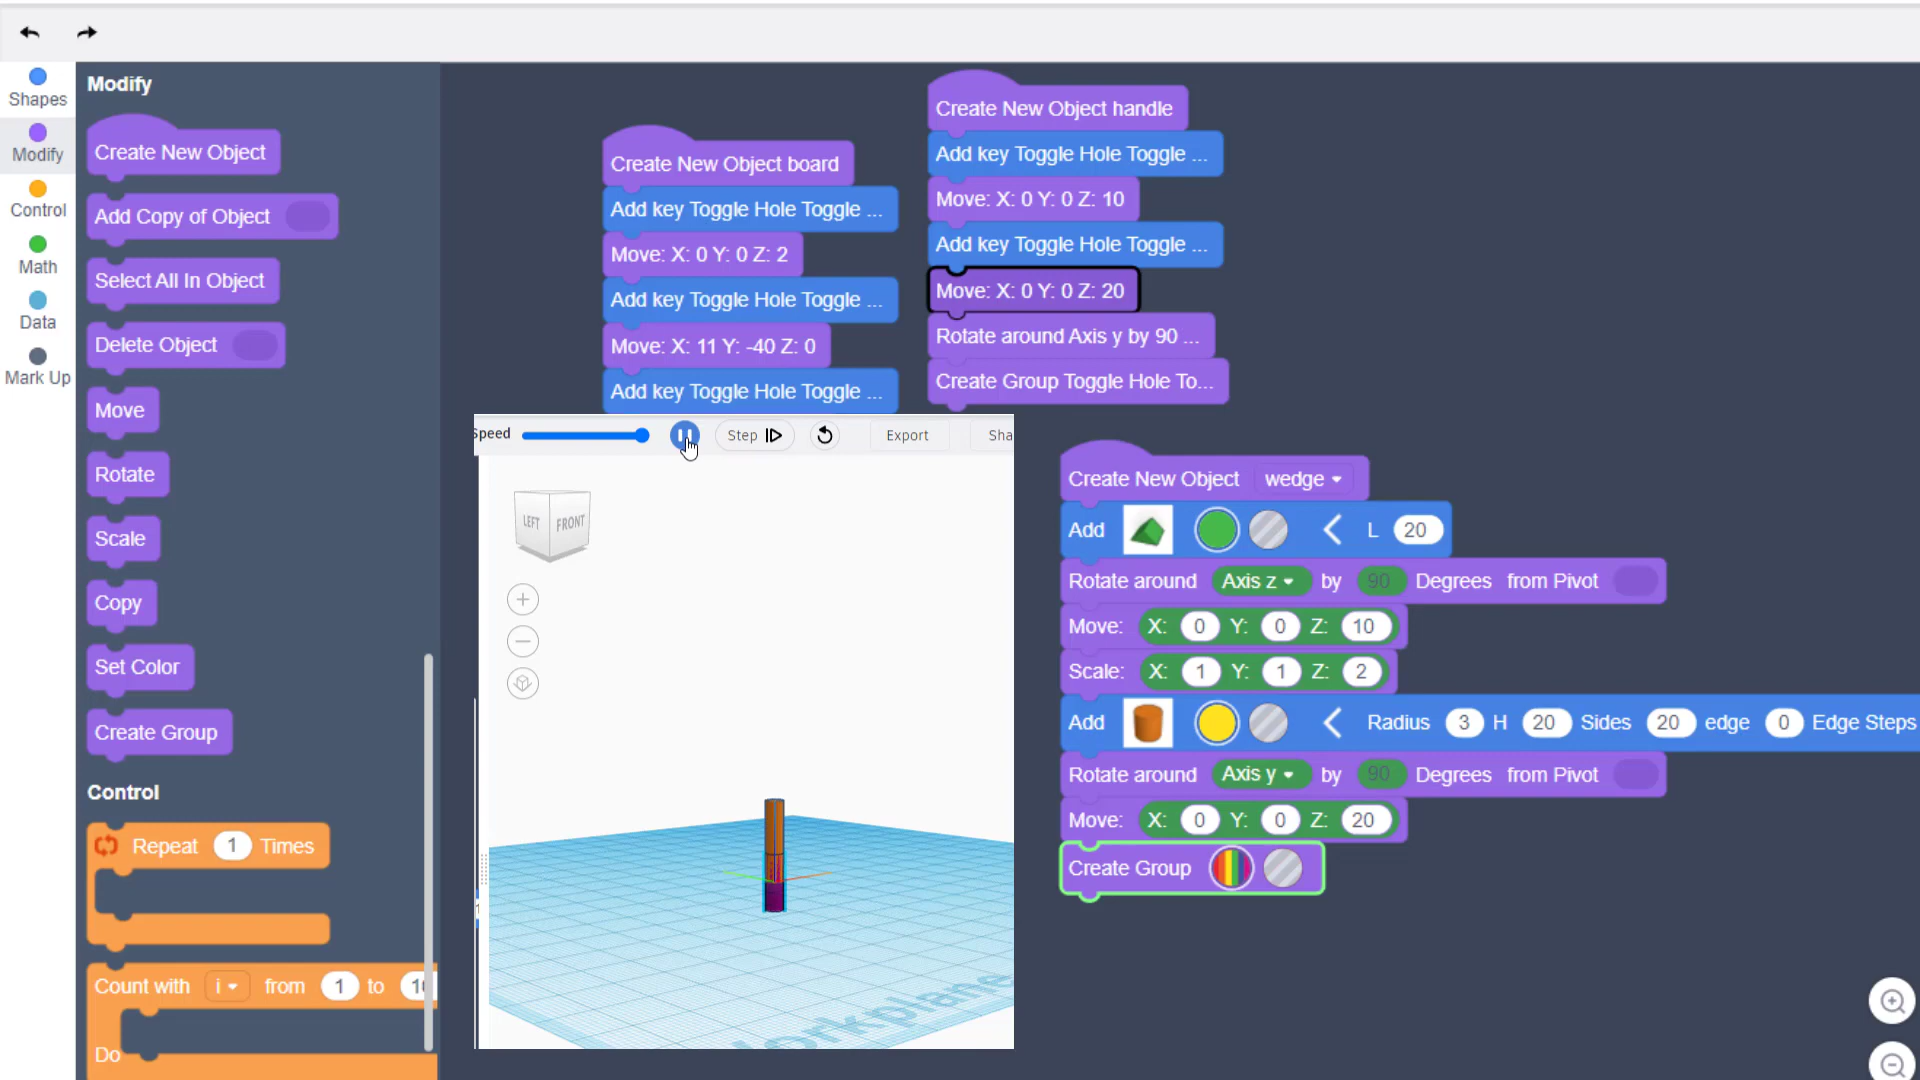 Shapes
Modify
Control
Math
Data
Mark Up
Modify
Create New Object
Add Copy of Object
Select All In Object
Delete Object
Move
Rotate
Scale
Copy
Set Color
Create Group
Control
Repeat 1 Times
Count with i from 1 to 10
Do
Create New Object board
Add key Toggle Hole Toggle ...
Move: X: 0 Y: 0 Z: 2
Add key Toggle Hole Toggle ...
Move: X: 11 Y: -40 Z: 0
Add key Toggle Hole Toggle ...
Create New Object handle
Add key Toggle Hole Toggle ...
Move: X: 0 Y: 0 Z: 10
Add key Toggle Hole Toggle ...
Move: X: 0 Y: 0 Z: 20
Rotate around Axis y by 90 ...
Create Group Toggle Hole To...
Speed Step Export Sha
LEFT FRONT
orkplane
Create New Object wedge
Add L 20
Rotate around Axis z by 90 Degrees from Pivot
Move: X: 0 Y: 0 Z: 10
Scale: X: 1 Y: 1 Z: 2
Add Radius 3 H 20 Sides 20 edge 0 Edge Steps
Rotate around Axis y by 90 Degrees from Pivot
Move: X: 0 Y: 0 Z: 20
Create Group